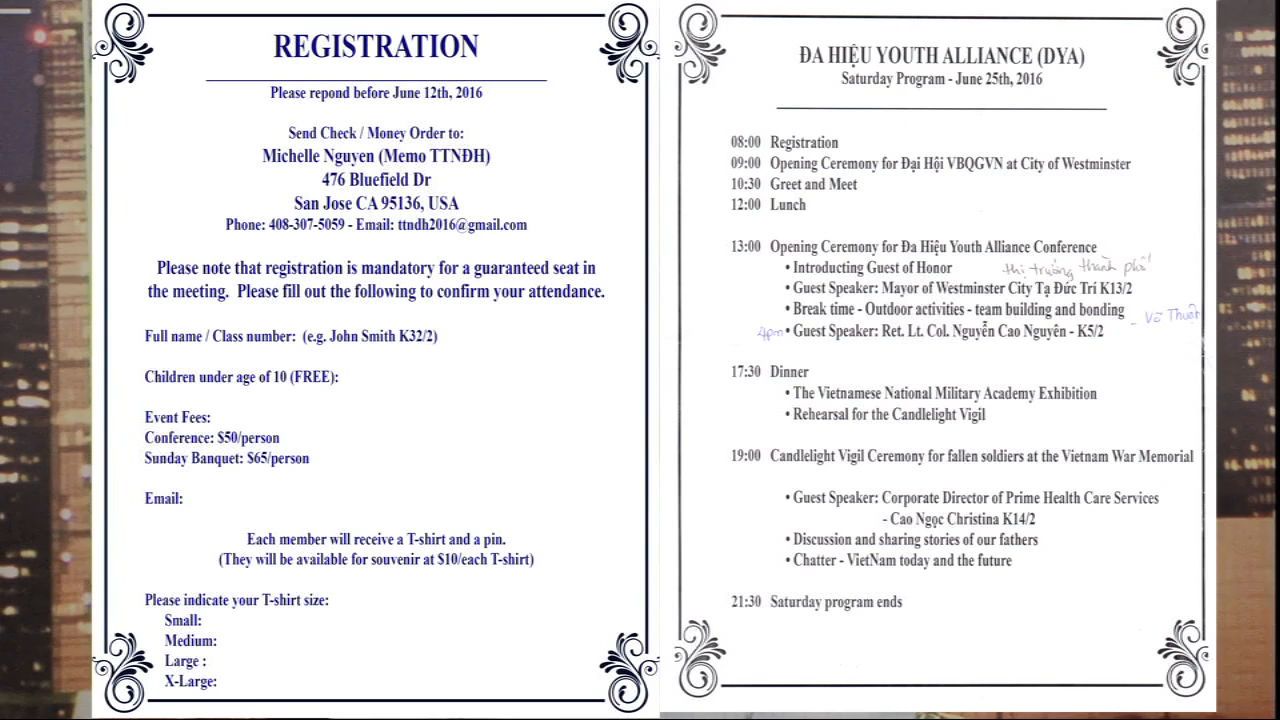 REGISTRATION
Please repond before June 12th, 2016
Send Check / Money Order to:
Michelle Nguyen (Memo TTNĐH)
476 Bluefield Dr
San Jose CA 95136, USA
Phone: 408-307-5059 - Email: ttndh2016@gmail.com
Please note that registration is mandatory for a guaranteed seat in
the meeting. Please fill out the following to confirm your attendance.
Full name / Class number: (e.g. John Smith K32/2)
Children under age of 10 (FREE):
Event Fees:
Conference: $50/person
Sunday Banquet: $65/person
Email:
Each member will receive a T-shirt and a pin.
(They will be available for souvenir at $10/each T-shirt)
Please indicate your T-shirt size:
Small:
Medium:
Large :
X-Large:
ĐA HIỆU YOUTH ALLIANCE (DYA)
Saturday Program - June 25th, 2016
08:00 Registration
09:00 Opening Ceremony for Đại Hội VBQGVN at City of Westminster
10:30 Greet and Meet
12:00 Lunch
13:00 Opening Ceremony for Đa Hiệu Youth Alliance Conference
• Introducting Guest of Honor thị trưởng thành phố
• Guest Speaker: Mayor of Westminster City Tạ Đức Trí K13/2
• Break time - Outdoor activities - team building and bonding
4pm • Guest Speaker: Ret. Lt. Col. Nguyễn Cao Nguyên - K5/2 - Võ Thuật
17:30 Dinner
• The Vietnamese National Military Academy Exhibition
• Rehearsal for the Candlelight Vigil
19:00 Candlelight Vigil Ceremony for fallen soldiers at the Vietnam War Memorial
• Guest Speaker: Corporate Director of Prime Health Care Services
- Cao Ngọc Christina K14/2
• Discussion and sharing stories of our fathers
• Chatter - VietNam today and the future
21:30 Saturday program ends